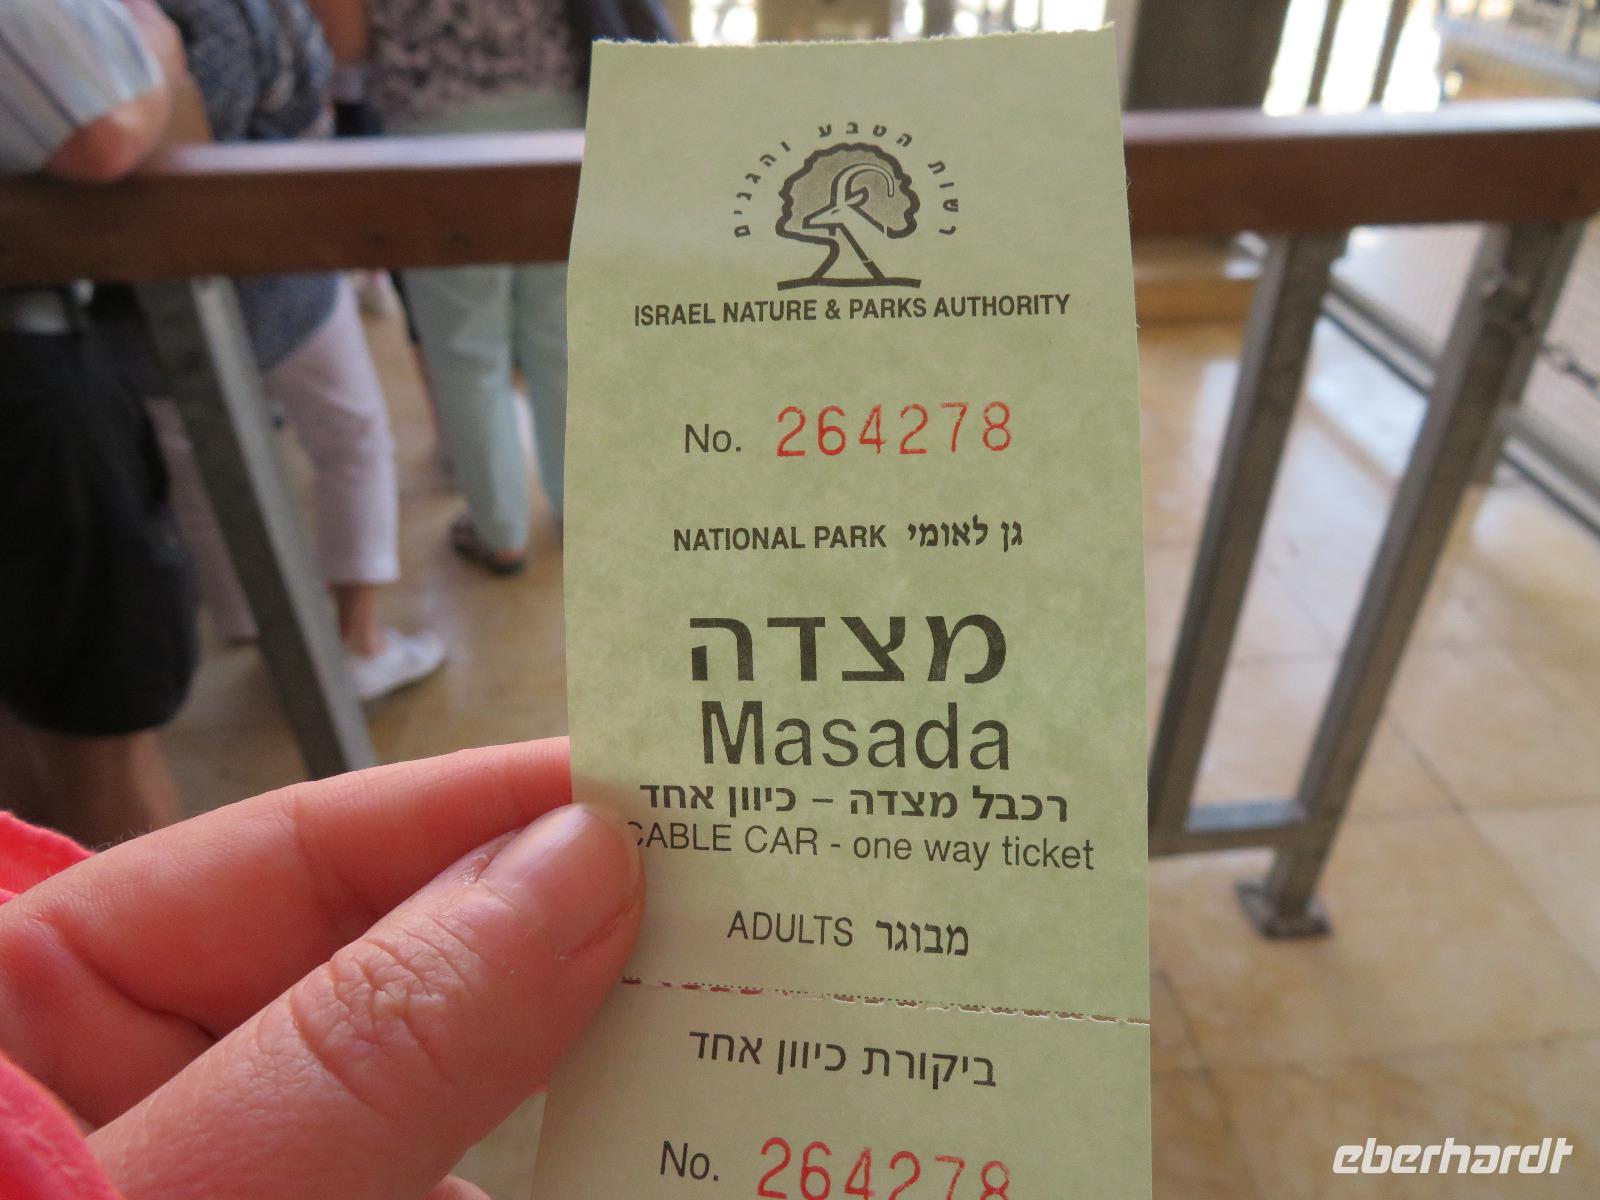 רשות הטבע והגנים
ISRAEL NATURE & PARKS AUTHORITY
No. 264278
NATIONAL PARK גן לאומי
מצדה
Masada
רכבל מצדה – כיוון אחד
CABLE CAR - one way ticket
ADULTS מבוגר
ביקורת כיוון אחד
No. 264278
eberhardt